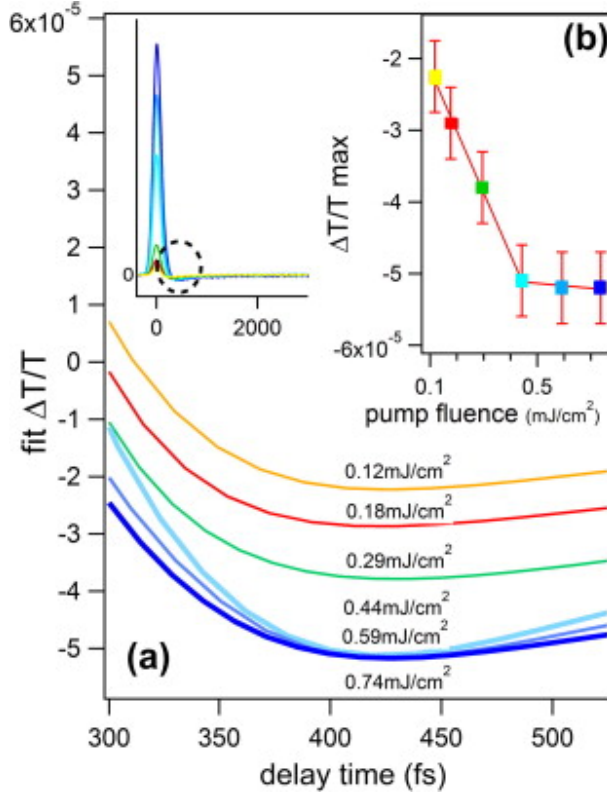 6x10⁻⁵
5
4
3
2
1
0
-1
-2
-3
-4
-5
fit ΔT/T
300
350
400
450
500
delay time (fs)
(a)
0
0
2000
(b)
-2
-3
-4
-5
-6x10⁻⁵
ΔT/T max
0.1
0.5
pump fluence (mJ/cm²)
0.12mJ/cm²
0.18mJ/cm²
0.29mJ/cm²
0.44mJ/cm²
0.59mJ/cm²
0.74mJ/cm²